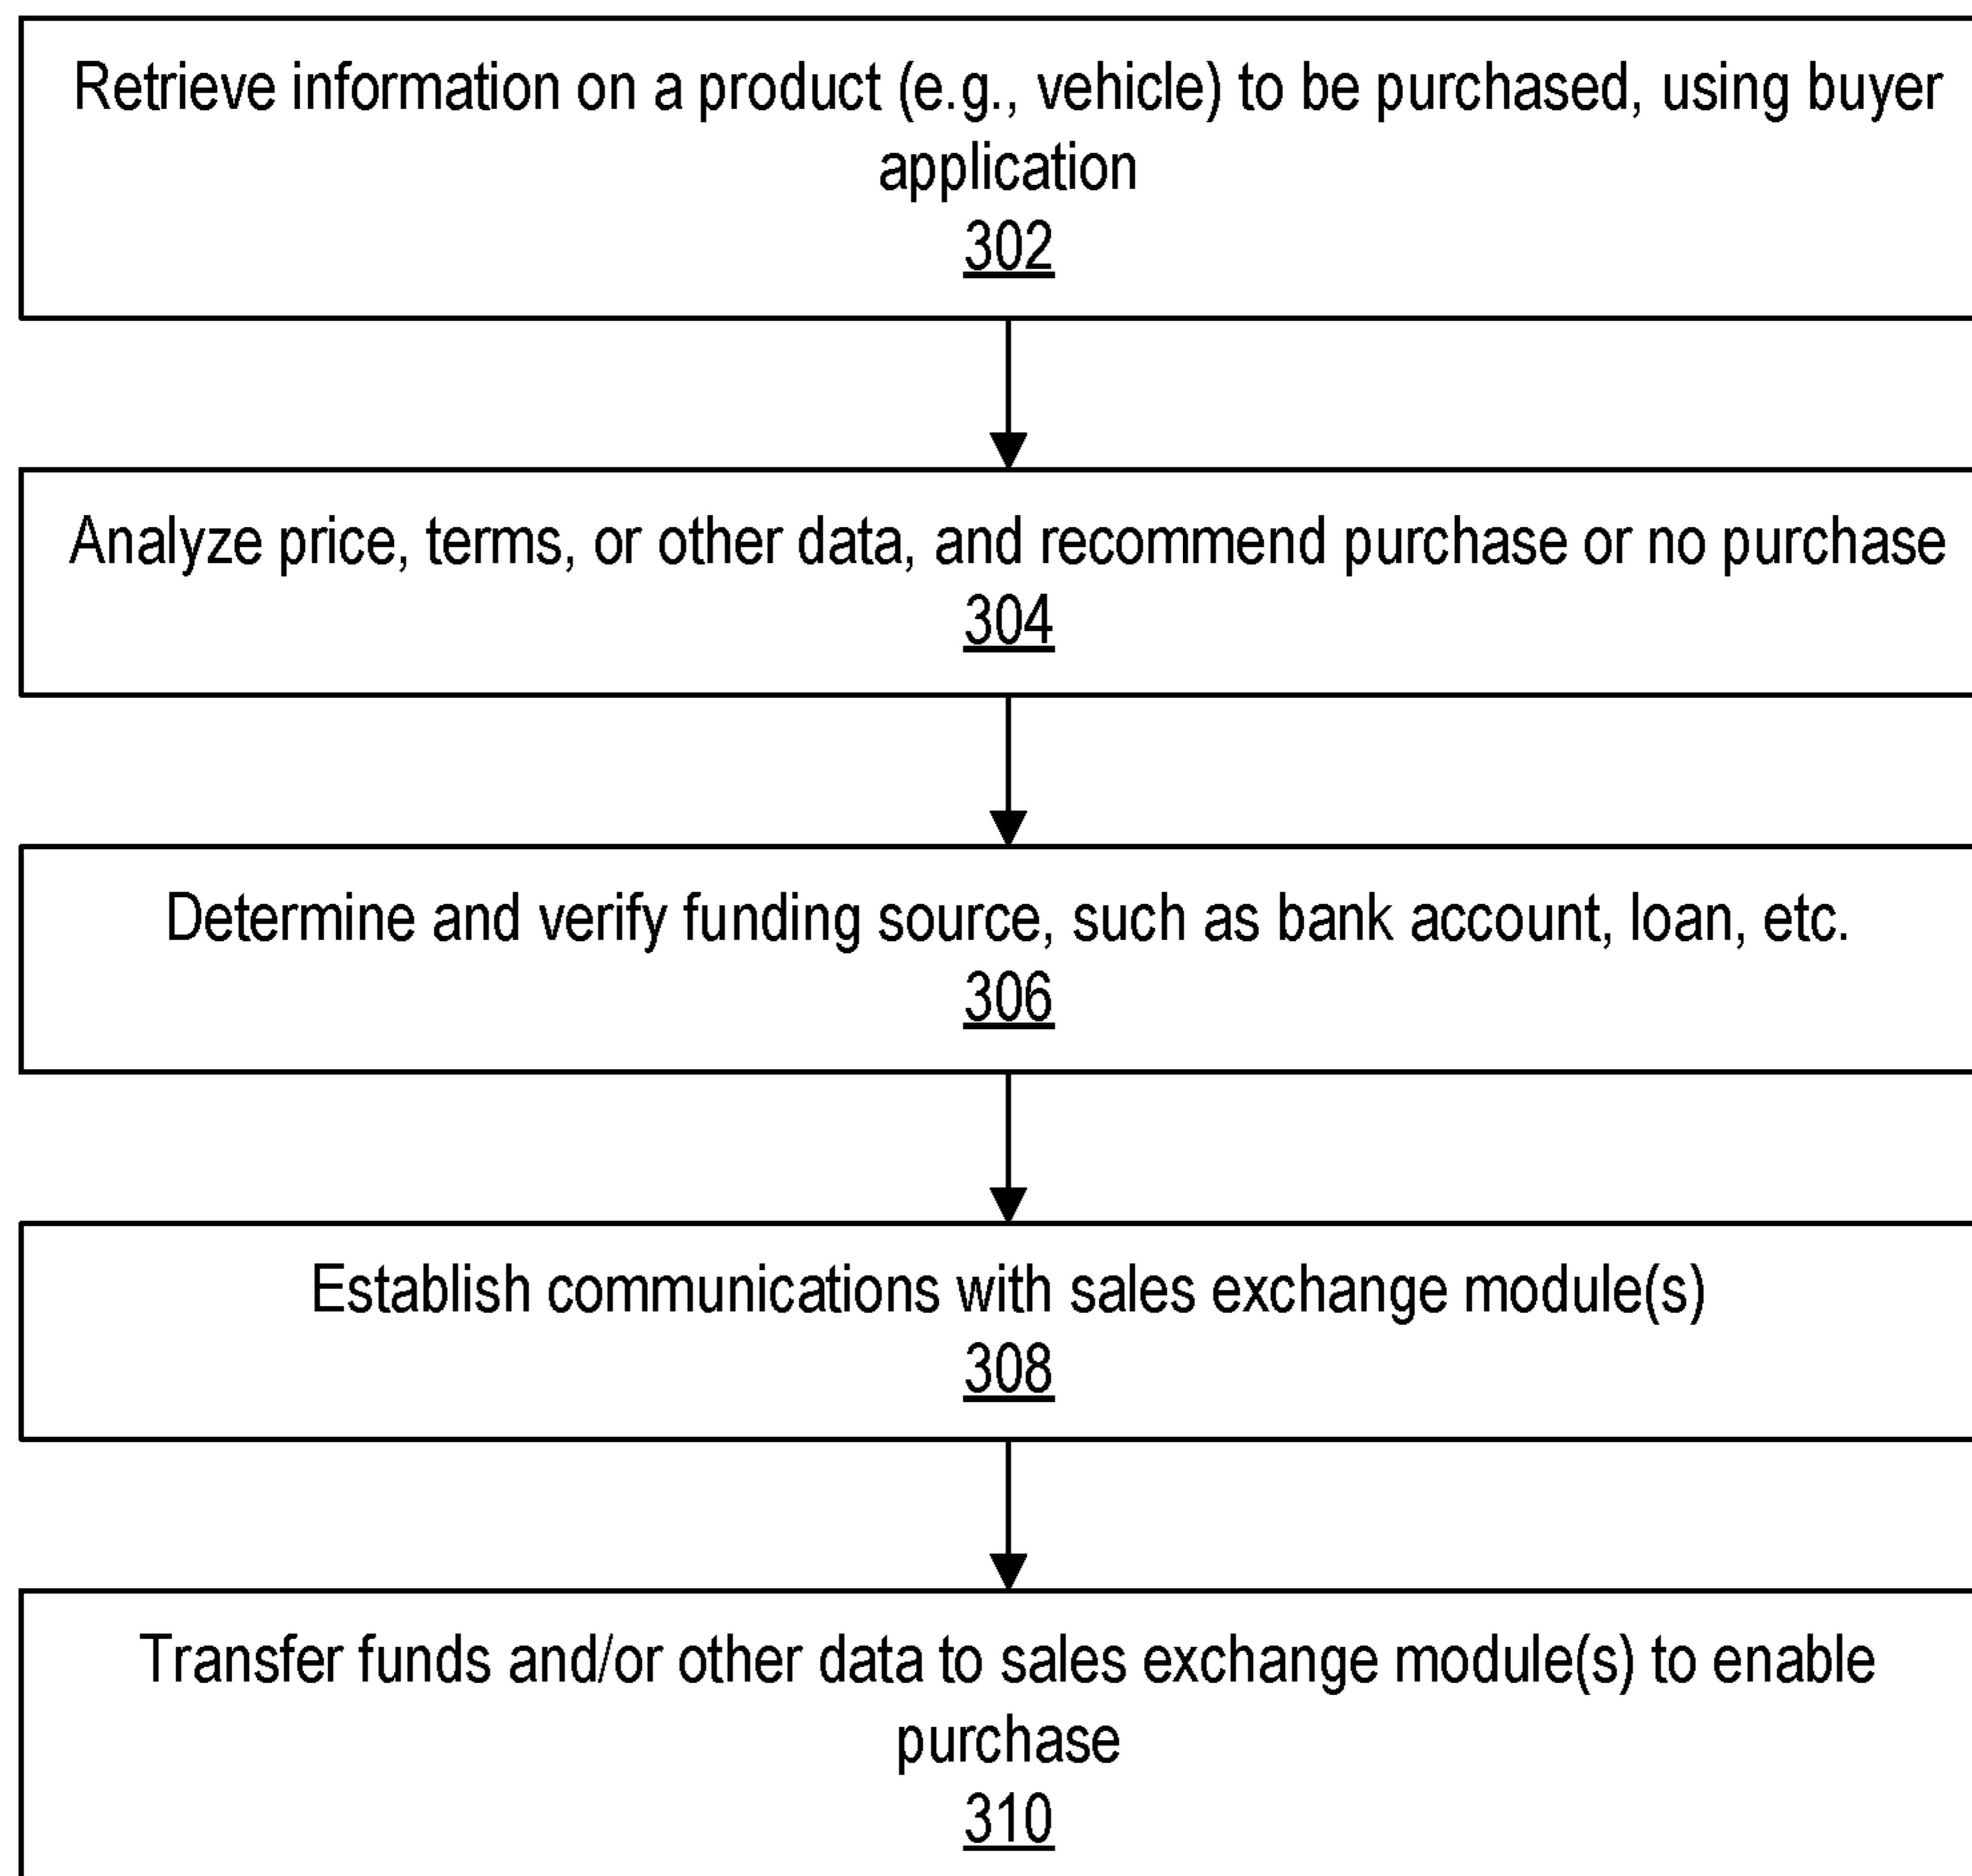 Retrieve information on a product (e.g., vehicle) to be purchased, using buyer
application
302
Analyze price, terms, or other data, and recommend purchase or no purchase
304
Determine and verify funding source, such as bank account, loan, etc.
306
Establish communications with sales exchange module(s)
308
Transfer funds and/or other data to sales exchange module(s) to enable
purchase
310